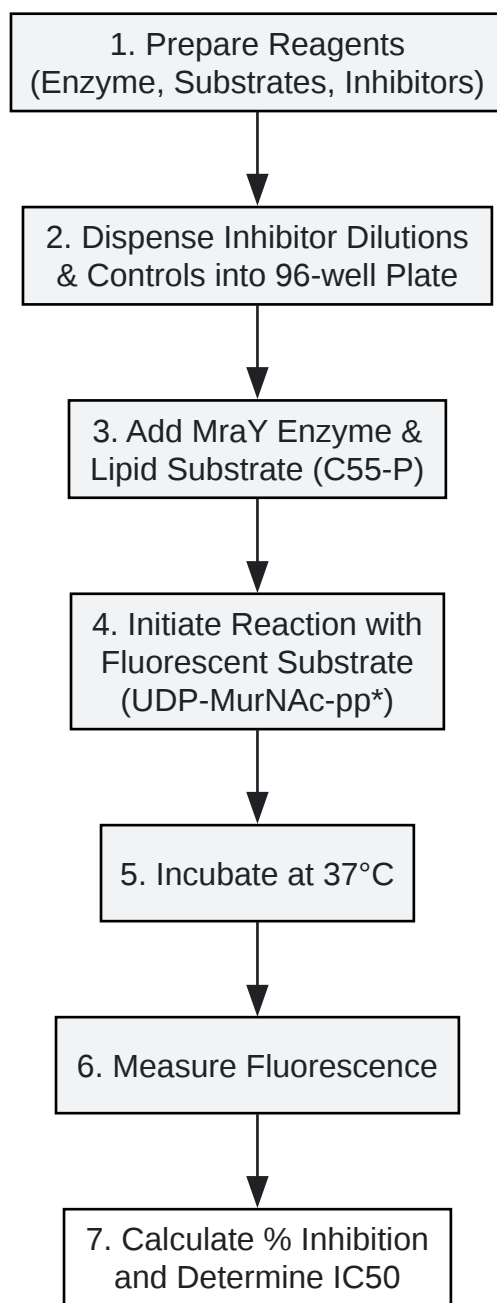 1. Prepare Reagents
(Enzyme, Substrates, Inhibitors)
2. Dispense Inhibitor Dilutions
& Controls into 96-well Plate
3. Add MraY Enzyme &
Lipid Substrate (C55-P)
4. Initiate Reaction with
Fluorescent Substrate
(UDP-MurNAc-pp*)
5. Incubate at 37°C
6. Measure Fluorescence
7. Calculate % Inhibition
and Determine IC50